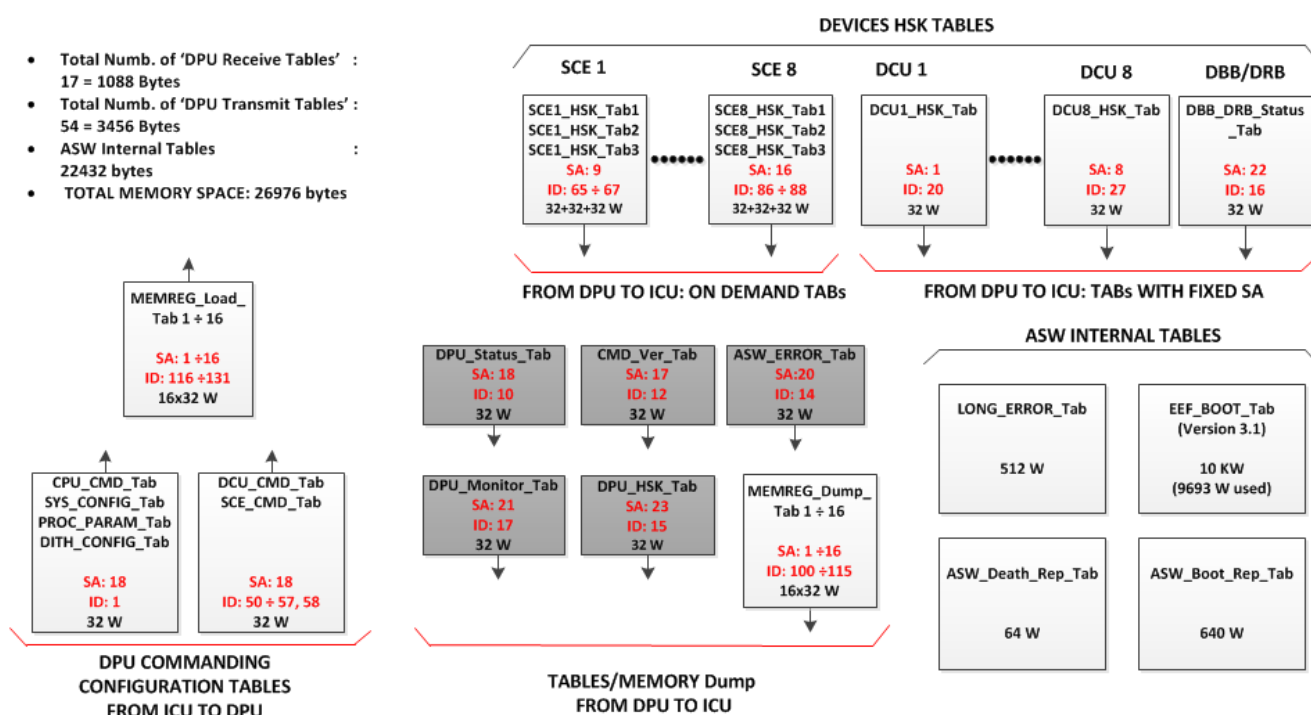 • Total Numb. of 'DPU Receive Tables' :
17 = 1088 Bytes
• Total Numb. of 'DPU Transmit Tables' :
54 = 3456 Bytes
• ASW Internal Tables :
22432 bytes
• TOTAL MEMORY SPACE: 26976 bytes
DEVICES HSK TABLES
SCE 1
SCE 8
DCU 1
DCU 8
DBB/DRB
SCE1_HSK_Tab1
SCE1_HSK_Tab2
SCE1_HSK_Tab3
SA: 9
ID: 65 ÷ 67
32+32+32 W
SCE8_HSK_Tab1
SCE8_HSK_Tab2
SCE8_HSK_Tab3
SA: 16
ID: 86 ÷ 88
32+32+32 W
DCU1_HSK_Tab
SA: 1
ID: 20
32 W
DCU8_HSK_Tab
SA: 8
ID: 27
32 W
DBB_DRB_Status
_Tab
SA: 22
ID: 16
32 W
FROM DPU TO ICU: ON DEMAND TABs
FROM DPU TO ICU: TABs WITH FIXED SA
MEMREG_Load_
Tab 1 ÷ 16
SA: 1 ÷16
ID: 116 ÷131
16x32 W
CPU_CMD_Tab
SYS_CONFIG_Tab
PROC_PARAM_Tab
DITH_CONFIG_Tab
SA: 18
ID: 1
32 W
DCU_CMD_Tab
SCE_CMD_Tab
SA: 18
ID: 50 ÷ 57, 58
32 W
DPU COMMANDING
CONFIGURATION TABLES
FROM ICU TO DPU
DPU_Status_Tab
SA: 18
ID: 10
32 W
CMD_Ver_Tab
SA: 17
ID: 12
32 W
ASW_ERROR_Tab
SA:20
ID: 14
32 W
DPU_Monitor_Tab
SA: 21
ID: 17
32 W
DPU_HSK_Tab
SA: 23
ID: 15
32 W
MEMREG_Dump_
Tab 1 ÷ 16
SA: 1 ÷16
ID: 100 ÷115
16x32 W
TABLES/MEMORY Dump
FROM DPU TO ICU
ASW INTERNAL TABLES
LONG_ERROR_Tab
512 W
EEF_BOOT_Tab
(Version 3.1)
10 KW
(9693 W used)
ASW_Death_Rep_Tab
64 W
ASW_Boot_Rep_Tab
640 W